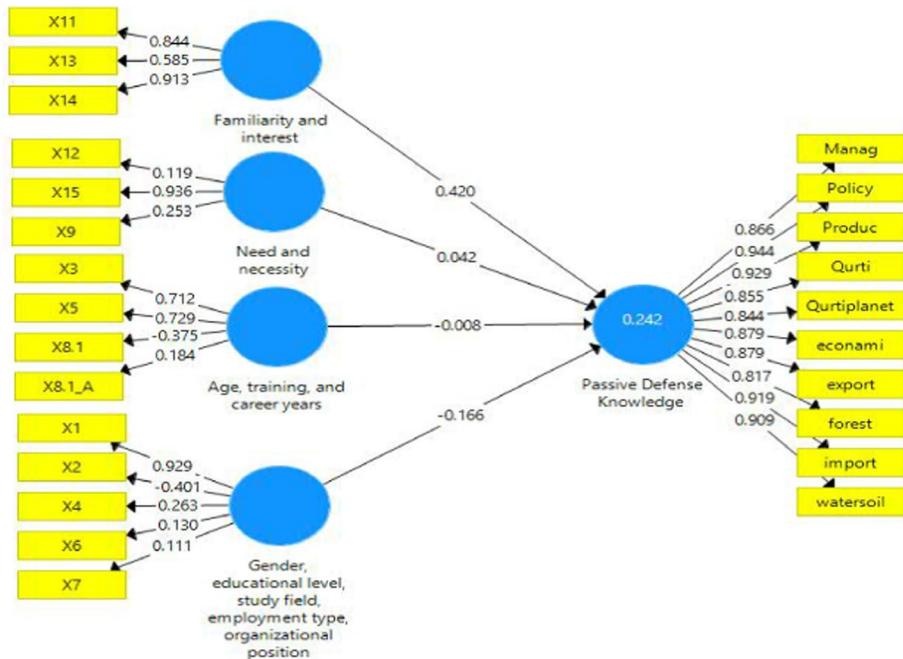 X11
X13
X14
0.844
0.585
0.913
Familiarity and
interest
X12
X15
X9
0.119
0.936
0.253
Need and
necessity
X3
X5
X8.1
X8.1_A
0.712
0.729
-0.375
0.184
Age, training, and
career years
X1
X2
X4
X6
X7
0.929
-0.401
0.263
0.130
0.111
Gender,
educational level,
study field,
employment type,
organizational
position
0.420
0.042
-0.008
-0.166
0.242
Passive Defense
Knowledge
0.866
0.944
0.929
0.855
0.844
0.879
0.879
0.817
0.919
0.909
Manag
Policy
Produc
Qurti
Qurtiplanet
econami
export
forest
import
watersoil